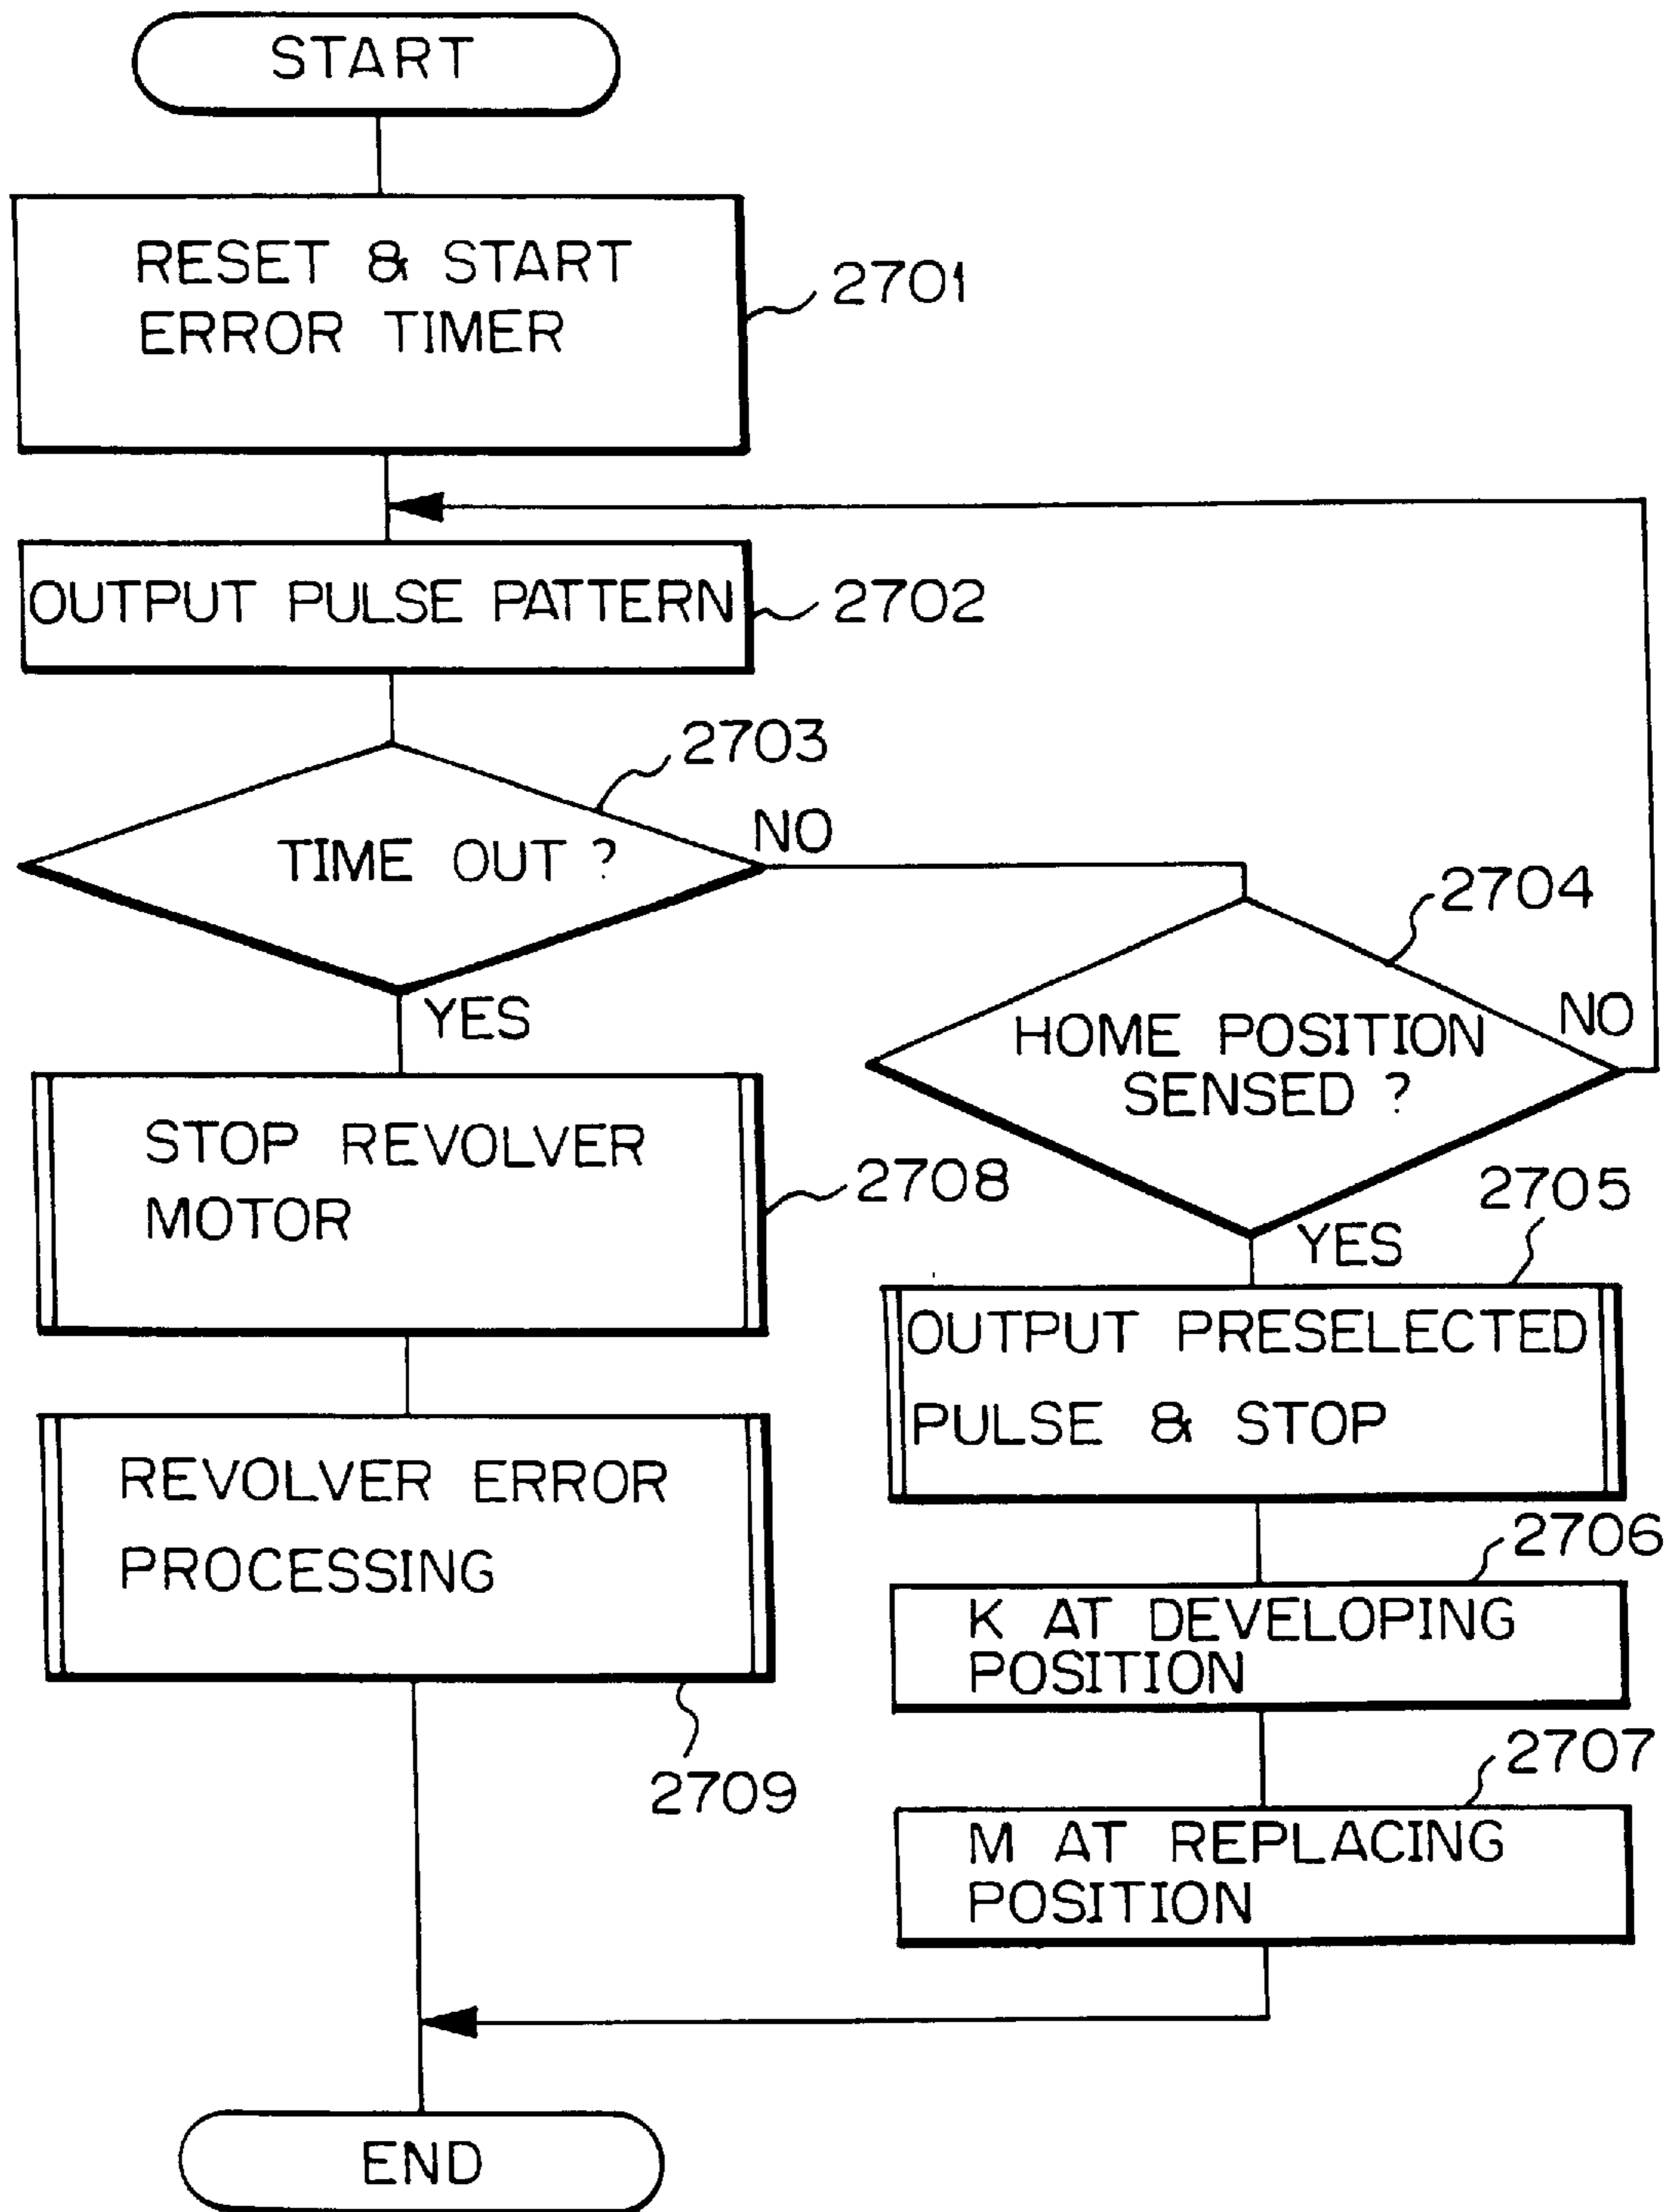 START
RESET & START
ERROR TIMER
2701
OUTPUT PULSE PATTERN
2702
2703
TIME OUT ?
NO
YES
2704
HOME POSITION
SENSED ?
NO
YES
STOP REVOLVER
MOTOR
2708
2705
OUTPUT PRESELECTED
PULSE & STOP
REVOLVER ERROR
PROCESSING
2709
2706
K AT DEVELOPING
POSITION
2707
M AT REPLACING
POSITION
END